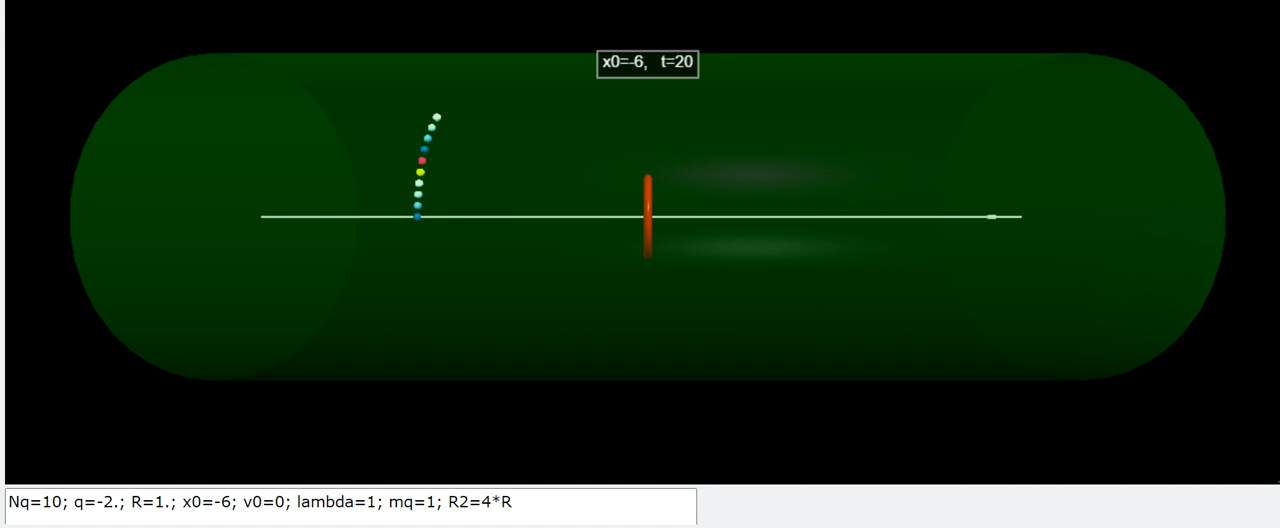 x0=-6,   t=20
Nq=10; q=-2.; R=1.; x0=-6; v0=0; lambda=1; mq=1; R2=4*R